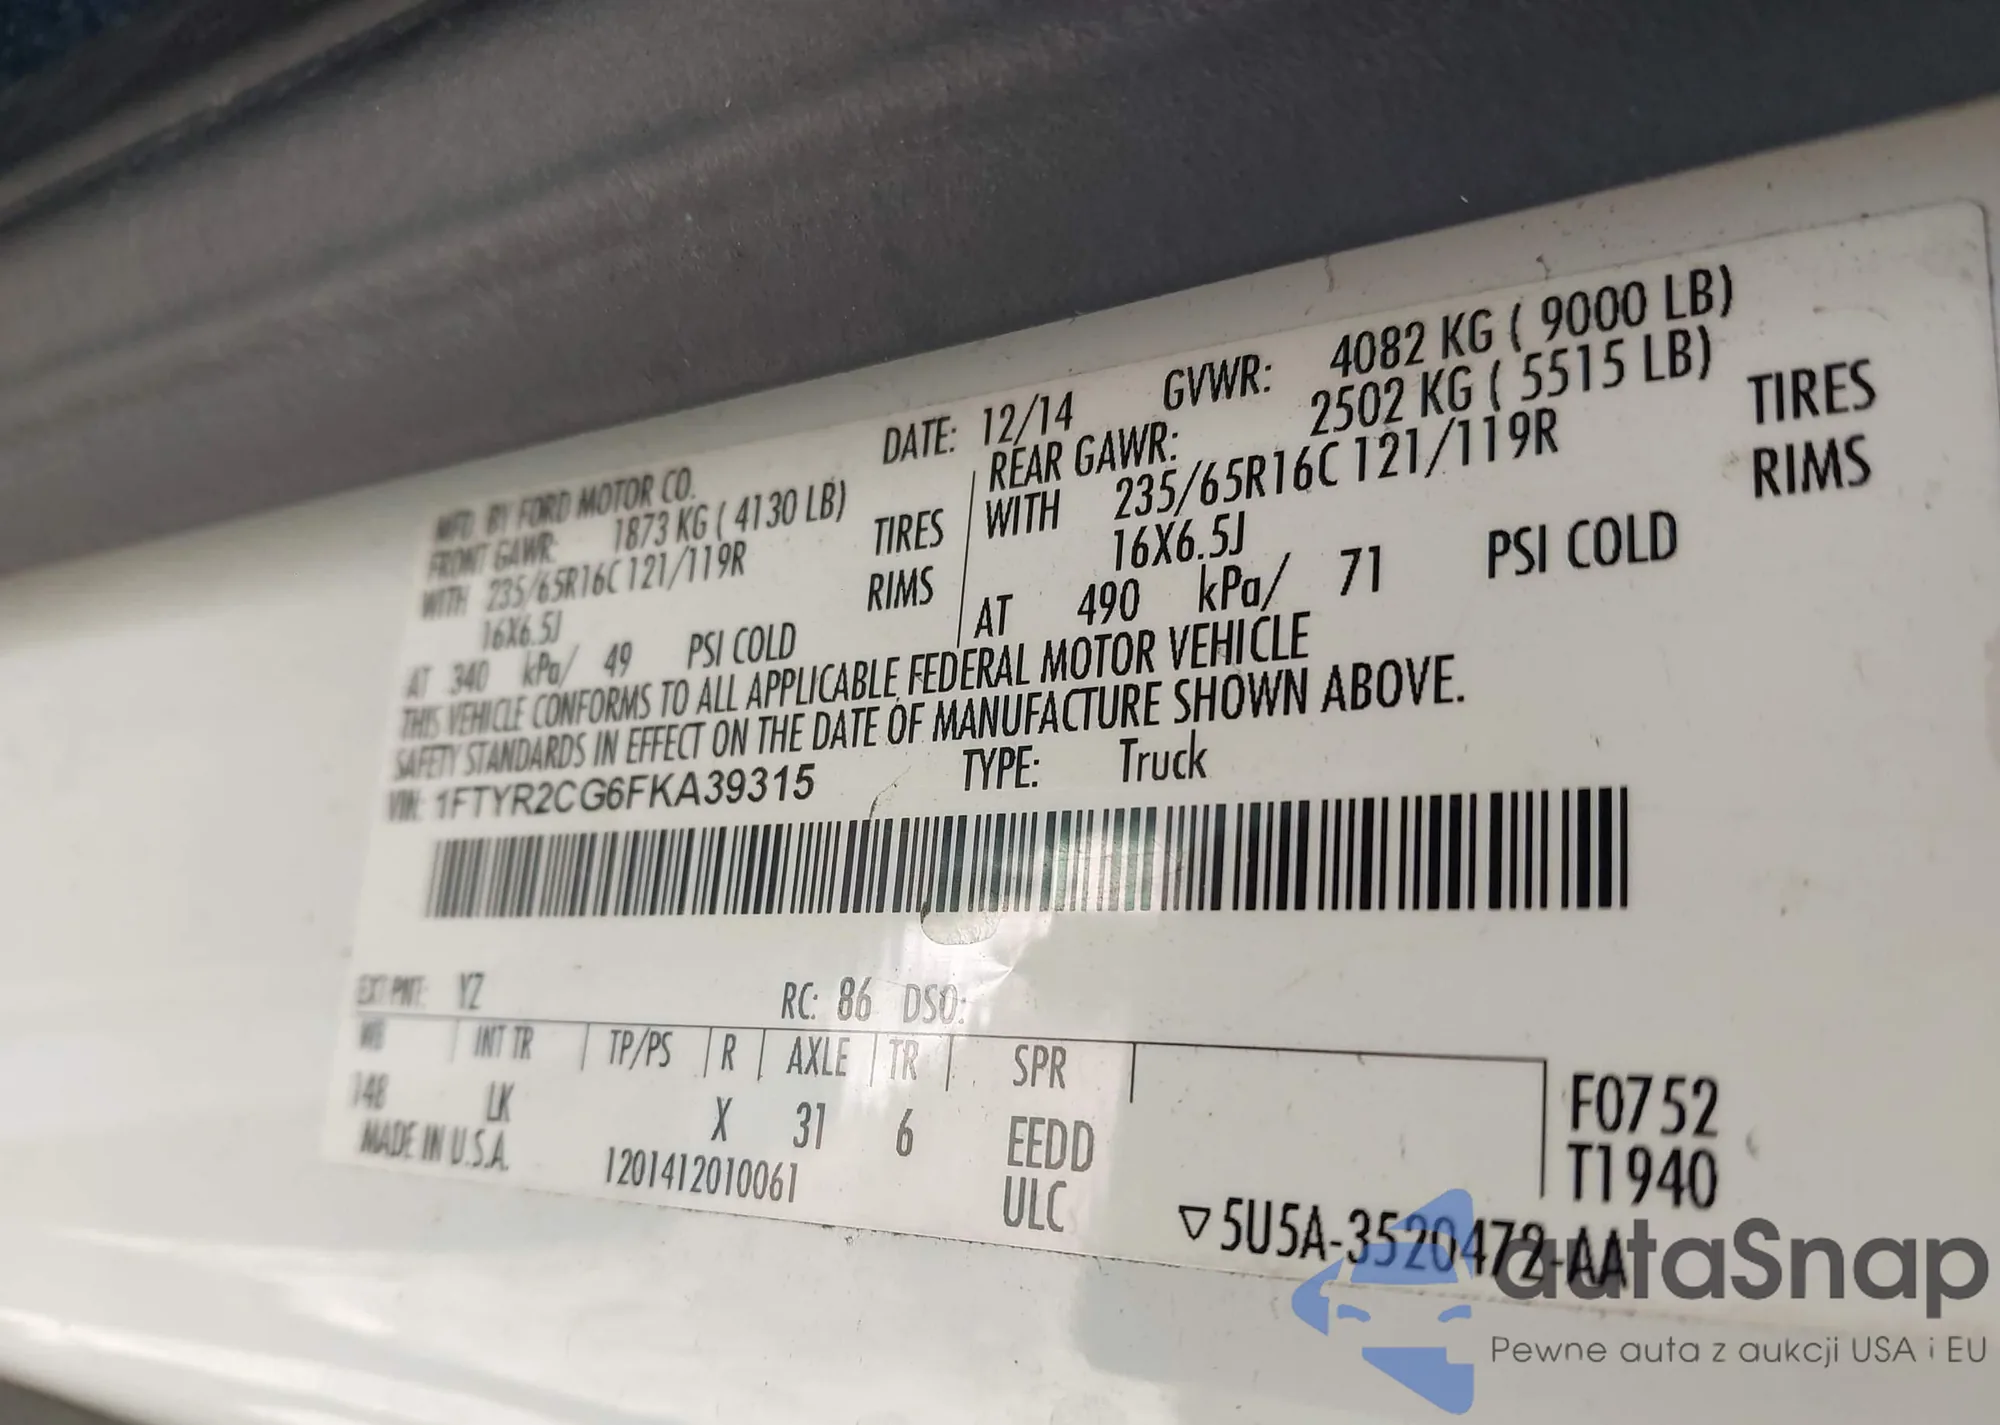 MFD. BY FORD MOTOR CO.
DATE: 12/14
GVWR: 4082 KG ( 9000 LB)
FRONT GAWR: 1873 KG ( 4130 LB)
WITH 235/65R16C 121/119R TIRES
16X6.5J RIMS
AT 340 kPa/ 49 PSI COLD
REAR GAWR: 2502 KG ( 5515 LB)
WITH 235/65R16C 121/119R TIRES
16X6.5J RIMS
AT 490 kPa/ 71 PSI COLD
THIS VEHICLE CONFORMS TO ALL APPLICABLE FEDERAL MOTOR VEHICLE
SAFETY STANDARDS IN EFFECT ON THE DATE OF MANUFACTURE SHOWN ABOVE.
VIN: 1FTYR2CG6FKA39315
TYPE: Truck
EXT PNT: YZ RC: 86 DSO:
WB INT TR TP/PS R AXLE TR SPR
148 LK X 31 6 EEDD
F0752
T1940
MADE IN U.S.A. 1201412010061 ULC
▽5U5A-3520472-AA
autaSnap
Pewne auta z aukcji USA i EU